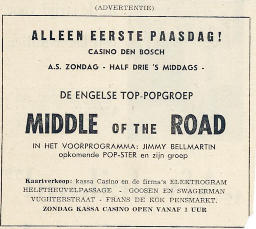 (ADVERTENTIE)
ALLEEN EERSTE PAASDAG!
CASINO DEN BOSCH
A.S. ZONDAG - HALF DRIE 'S MIDDAGS -
DE ENGELSE TOP-POPGROEP
MIDDLE OF THE ROAD
IN HET VOORPROGRAMMA: JIMMY BELLMARTIN
opkomende POP-STER en zijn groep
Kaartverkoop: kassa Casino en de firma's ELEKTROGRAM
HELFTHEUVELPASSAGE - GOOSEN EN SWAGERMAN
VUGHTERSTRAAT - FRANS DE KOK PENSMARKT.
ZONDAG KASSA CASINO OPEN VANAF 1 UUR